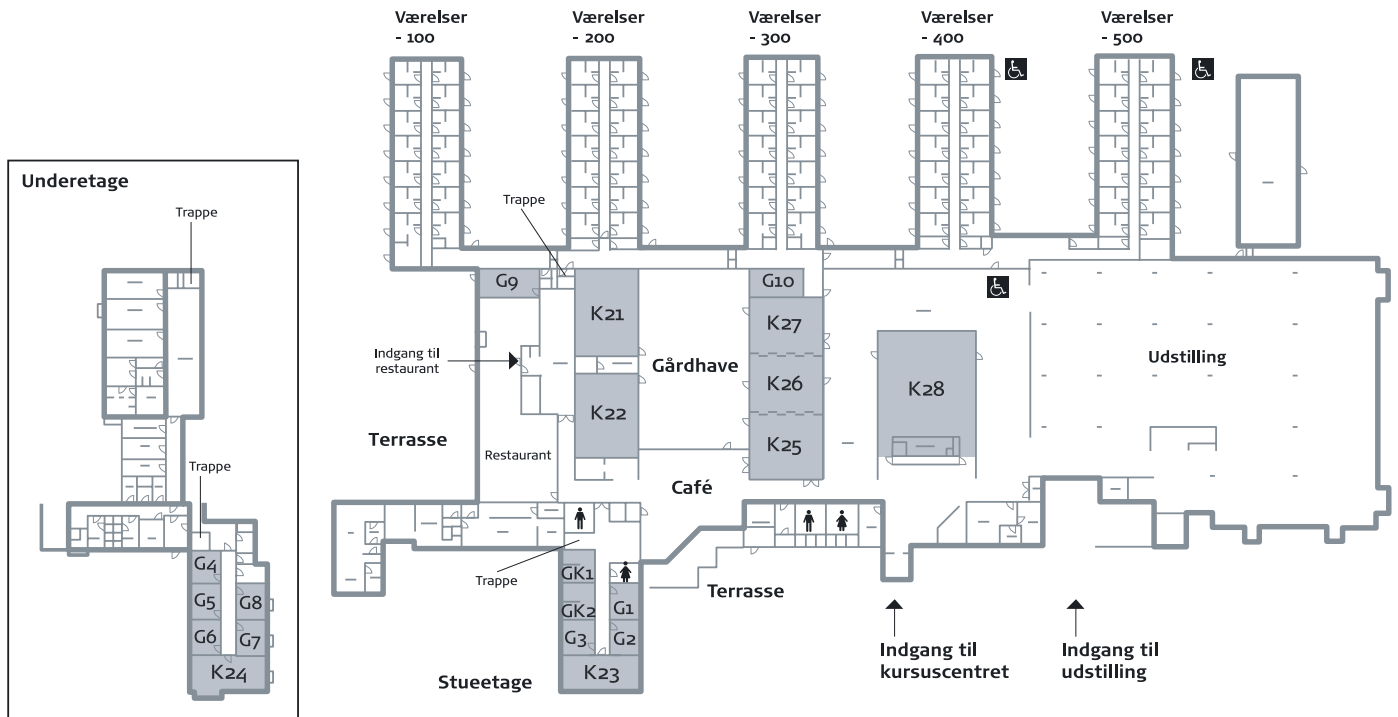 Værelser
- 100
Værelser
- 200
Værelser
- 300
Værelser
- 400
Værelser
- 500
Underetage
Trappe
Trappe
G4
G5
G8
G6
G7
K24
Trappe
G9
G10
K21
K27
Indgang til
restaurant
Gårdhave
K26
K28
Udstilling
K22
Terrasse
K25
Restaurant
Café
Trappe
GK1
GK2
G1
G3
G2
K23
Terrasse
Stueetage
Indgang til
kursuscentret
Indgang til
udstilling